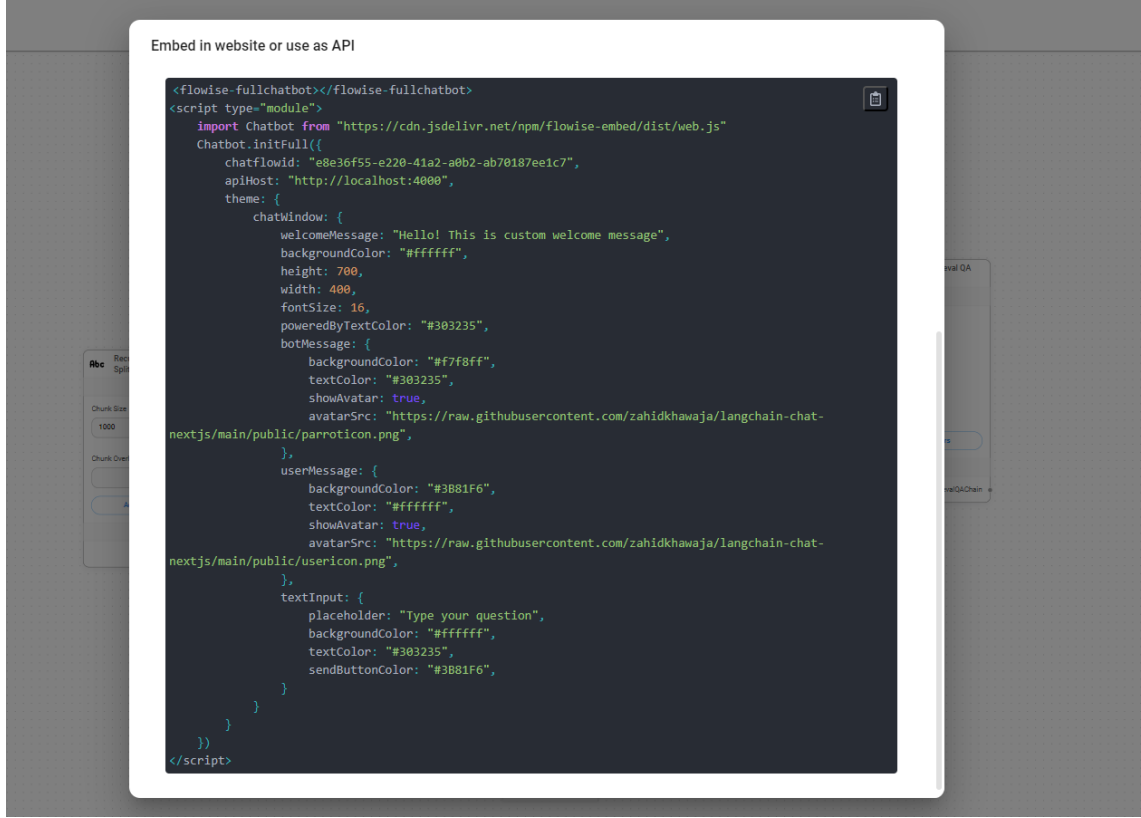 Embed in website or use as API
<flowise-fullchatbot></flowise-fullchatbot>
<script type="module">
    import Chatbot from "https://cdn.jsdelivr.net/npm/flowise-embed/dist/web.js"
    Chatbot.initFull({
        chatflowid: "e8e36f55-e220-41a2-a0b2-ab70187ee1c7",
        apiHost: "http://localhost:4000",
        theme: {
            chatWindow: {
                welcomeMessage: "Hello! This is custom welcome message",
                backgroundColor: "#ffffff",
                height: 700,
                width: 400,
                fontSize: 16,
                poweredByTextColor: "#303235",
                botMessage: {
                    backgroundColor: "#f7f8ff",
                    textColor: "#303235",
                    showAvatar: true,
                    avatarSrc: "https://raw.githubusercontent.com/zahidkhawaja/langchain-chat-
nextjs/main/public/parroticon.png",
                },
                userMessage: {
                    backgroundColor: "#3B81F6",
                    textColor: "#ffffff",
                    showAvatar: true,
                    avatarSrc: "https://raw.githubusercontent.com/zahidkhawaja/langchain-chat-
nextjs/main/public/usericon.png",
                },
                textInput: {
                    placeholder: "Type your question",
                    backgroundColor: "#ffffff",
                    textColor: "#303235",
                    sendButtonColor: "#3B81F6",
                }
            }
        }
    })
</script>
Abc
Chunk Size
1000
Chunk
QA